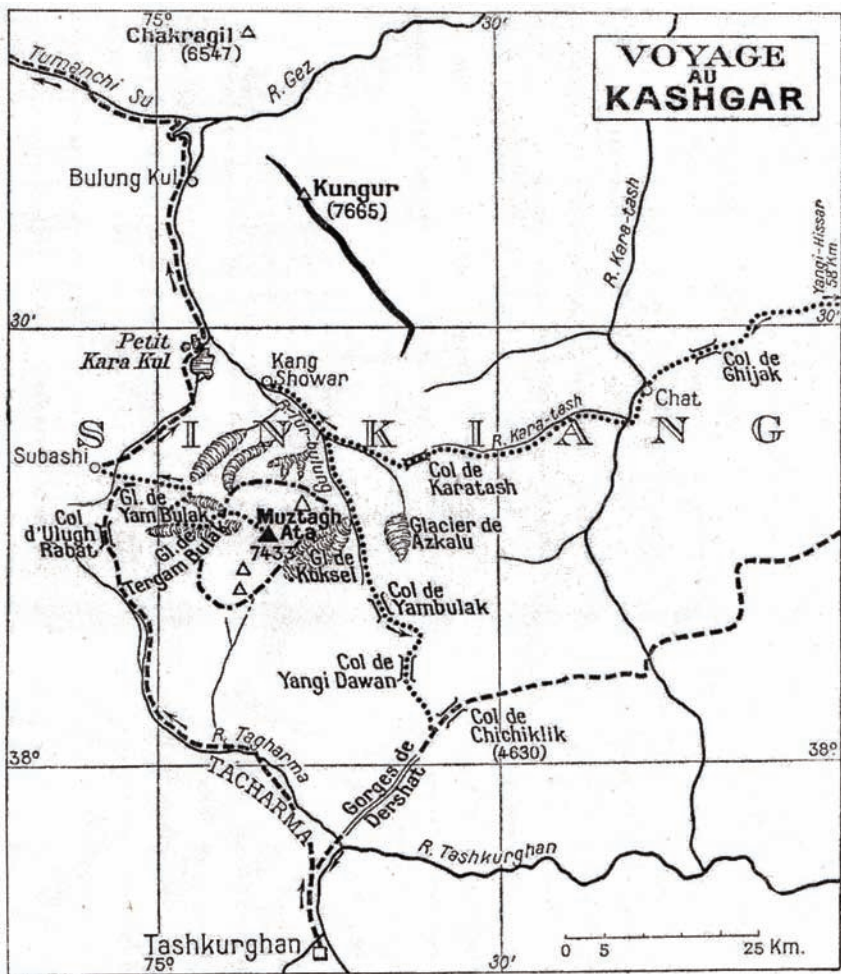 75°
30'
Chakragil
(6547)
VOYAGE
AU
KASHGAR
Tumanchi Su
R. Gez
Bulung Kul
Kungur
(7665)
R. Kara-tash
Yangi-Hissar
58 Km.
30'
30'
Petit
Kara Kul
Kang
Showar
Col de
Ghijak
Chat
R. Kara-tash
SINKIANG
Subashi
Col de
Karatash
Gl. de
Yam Bulak
Col
d'Ulugh
Rabat
Muztagh
Ata
7433
Gl. de
Tergam Bulak
Gl. de
Koksel
Glacier de
Azkalu
Col de
Yambulak
Col de
Yangi Dawan
Col de
Chichiklik
(4630)
R. Tagharma
38°
38°
TACHARMA
Gorges de
Dershat
R. Tashkurghan
Tashkurghan
0 5 25 Km.
75°
30'